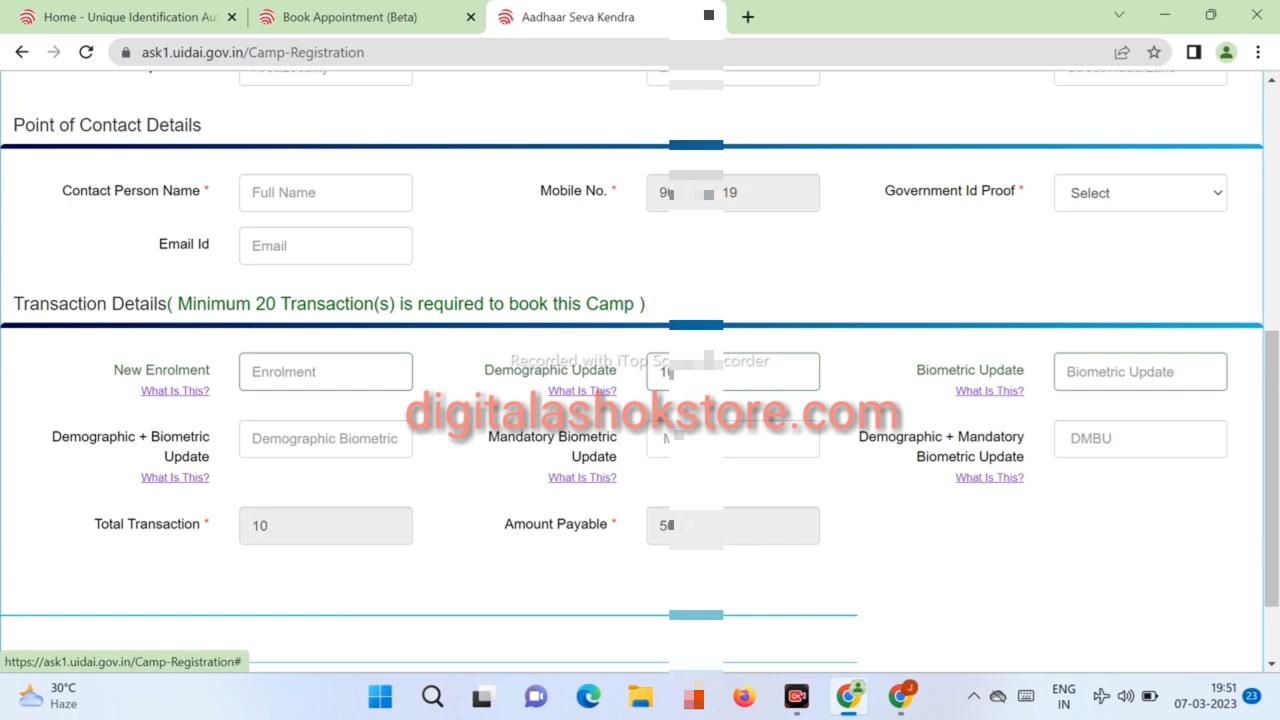 Home - Unique Identification Aut
Book Appointment (Beta)
Aadhaar Seva Kendra
ask1.uidai.gov.in/Camp-Registration
Point of Contact Details
Contact Person Name *
Full Name
Mobile No. *
19
Government Id Proof *
Select
Email Id
Email
Transaction Details( Minimum 20 Transaction(s) is required to book this Camp )
Recorded with iTop
New Enrolment
What Is This?
Enrolment
Demographic Update
What Is This?
Biometric Update
What Is This?
Biometric Update
digitalashokstore.com
Demographic + Biometric
Update
What Is This?
Demographic Biometric
Mandatory Biometric
Update
What Is This?
Demographic + Mandatory
Biometric Update
What Is This?
DMBU
Total Transaction *
10
Amount Payable *
https://ask1.uidai.gov.in/Camp-Registration#
30°C
Haze
J
ENG
IN
19:51
07-03-2023
23